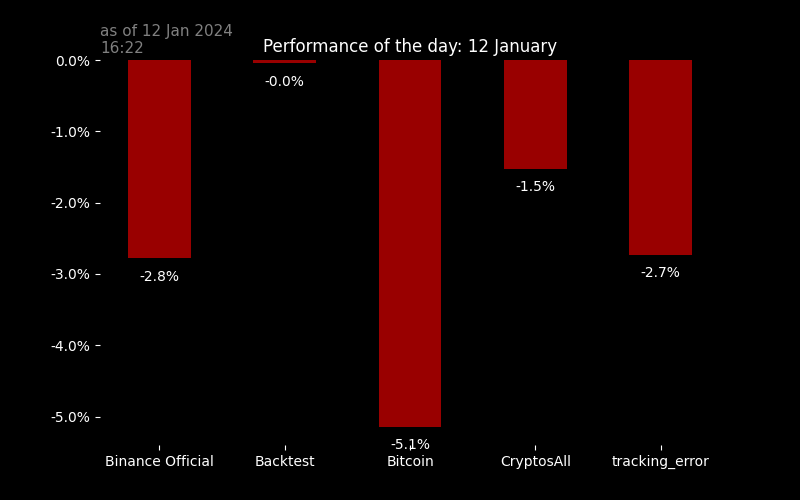 as of 12 Jan 2024
16:22
Performance of the day: 12 January
0.0%
-1.0%
-2.0%
-3.0%
-4.0%
-5.0%
-2.8%
-0.0%
-5.1%
-1.5%
-2.7%
Binance Official
Backtest
Bitcoin
CryptosAll
tracking_error